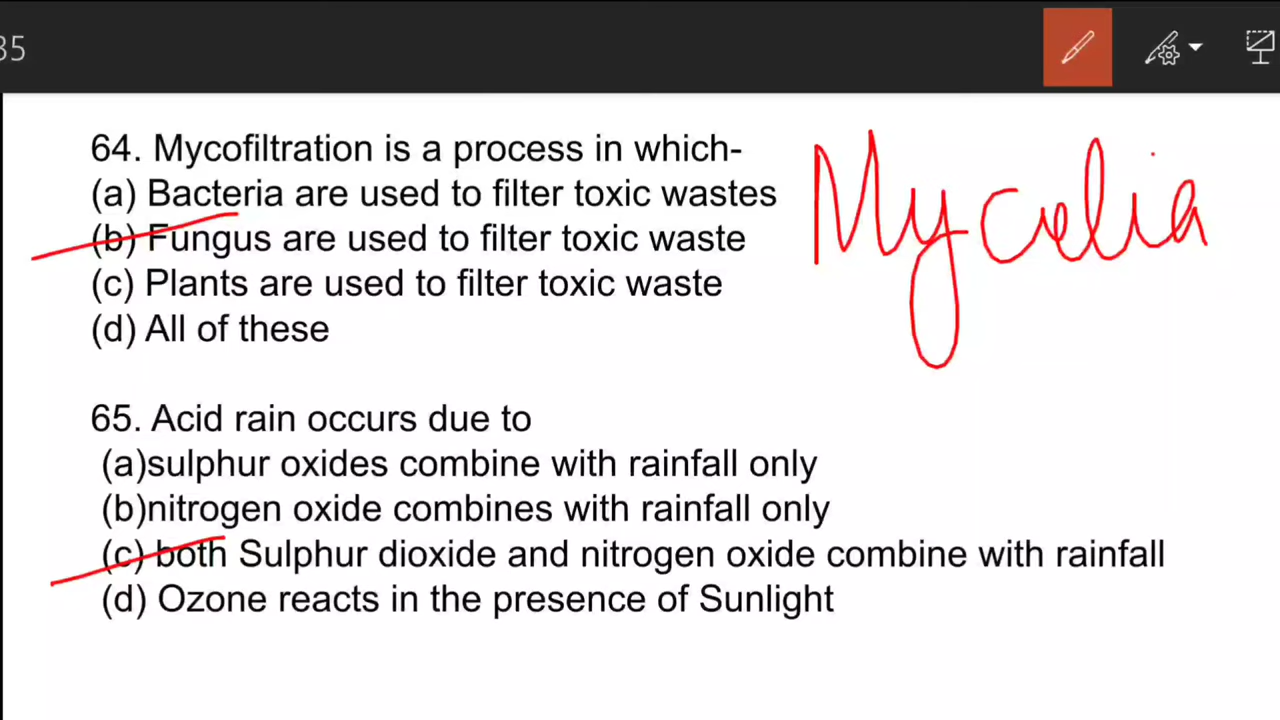 35
64. Mycofiltration is a process in which-
(a) Bacteria are used to filter toxic wastes
(b) Fungus are used to filter toxic waste
(c) Plants are used to filter toxic waste
(d) All of these
Mycelia
65. Acid rain occurs due to
(a)sulphur oxides combine with rainfall only
(b)nitrogen oxide combines with rainfall only
(c) both Sulphur dioxide and nitrogen oxide combine with rainfall
(d) Ozone reacts in the presence of Sunlight